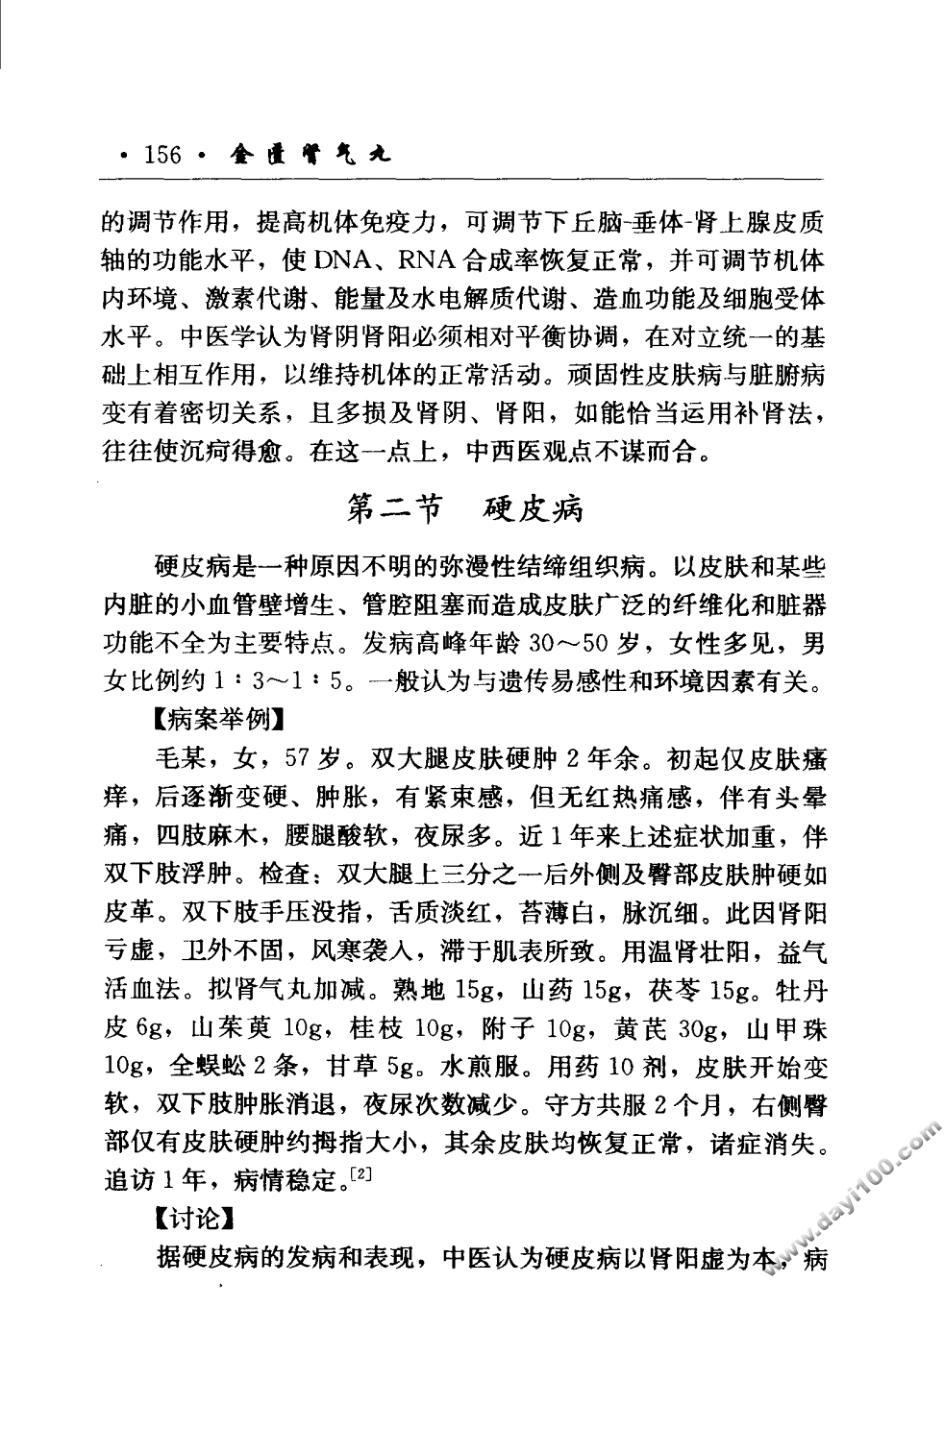 · 156 · 金匮肾气丸
的调节作用，提高机体免疫力，可调节下丘脑-垂体-肾上腺皮质
轴的功能水平，使 DNA、RNA 合成率恢复正常，并可调节机体
内环境、激素代谢、能量及水电解质代谢、造血功能及细胞受体
水平。中医学认为肾阴肾阳必须相对平衡协调，在对立统一的基
础上相互作用，以维持机体的正常活动。顽固性皮肤病与脏腑病
变有着密切关系，且多损及肾阴、肾阳，如能恰当运用补肾法，
往往使沉疴得愈。在这一点上，中西医观点不谋而合。
第二节 硬皮病
硬皮病是一种原因不明的弥漫性结缔组织病。以皮肤和某些
内脏的小血管壁增生、管腔阻塞而造成皮肤广泛的纤维化和脏器
功能不全为主要特点。发病高峰年龄 30～50 岁，女性多见，男
女比例约 1∶3～1∶5。一般认为与遗传易感性和环境因素有关。
【病案举例】
毛某，女，57 岁。双大腿皮肤硬肿 2 年余。初起仅皮肤瘙
痒，后逐渐变硬、肿胀，有紧束感，但无红热痛感，伴有头晕
痛，四肢麻木，腰腿酸软，夜尿多。近 1 年来上述症状加重，伴
双下肢浮肿。检查：双大腿上三分之一后外侧及臀部皮肤肿硬如
皮革。双下肢手压没指，舌质淡红，苔薄白，脉沉细。此因肾阳
亏虚，卫外不固，风寒袭入，滞于肌表所致。用温肾壮阳，益气
活血法。拟肾气丸加减。熟地 15g，山药 15g，茯苓 15g。牡丹
皮 6g，山茱萸 10g，桂枝 10g，附子 10g，黄芪 30g，山甲珠
10g，全蜈蚣 2 条，甘草 5g。水煎服。用药 10 剂，皮肤开始变
软，双下肢肿胀消退，夜尿次数减少。守方共服 2 个月，右侧臀
部仅有皮肤硬肿约拇指大小，其余皮肤均恢复正常，诸症消失。
追访 1 年，病情稳定。[2]
【讨论】
据硬皮病的发病和表现，中医认为硬皮病以肾阳虚为本，病
www.dayi100.com